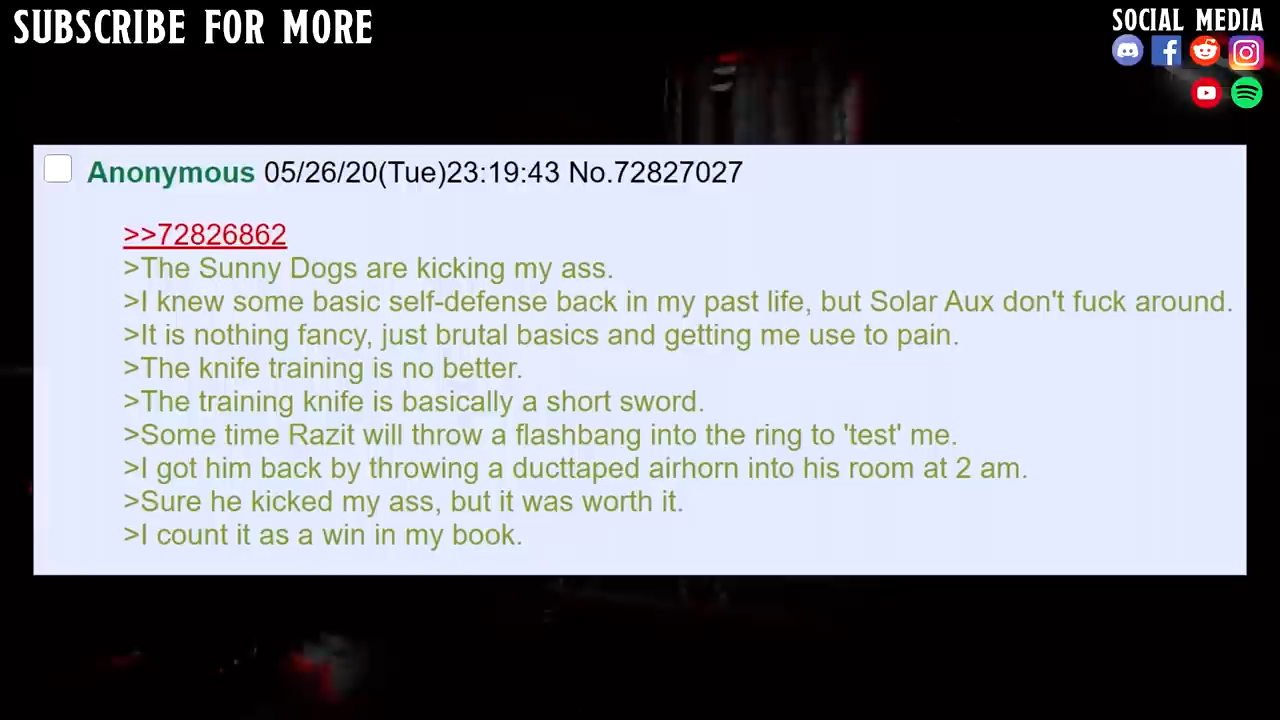 SUBSCRIBE FOR MORE
SOCIAL MEDIA
Anonymous 05/26/20(Tue)23:19:43 No.72827027
>>72826862
>The Sunny Dogs are kicking my ass.
>I knew some basic self-defense back in my past life, but Solar Aux don't fuck around.
>It is nothing fancy, just brutal basics and getting me use to pain.
>The knife training is no better.
>The training knife is basically a short sword.
>Some time Razit will throw a flashbang into the ring to 'test' me.
>I got him back by throwing a ducttaped airhorn into his room at 2 am.
>Sure he kicked my ass, but it was worth it.
>I count it as a win in my book.